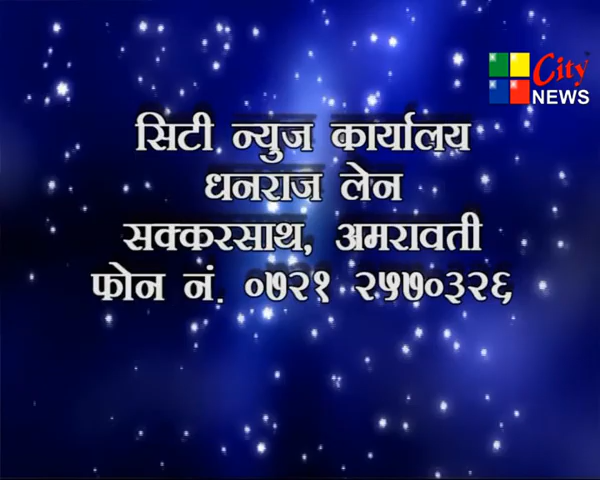 City
NEWS
सिटी न्युज कार्यालय
धनराज लेन
सक्करसाथ, अमरावती
फोन नं. ०७२१ २५७०३२६